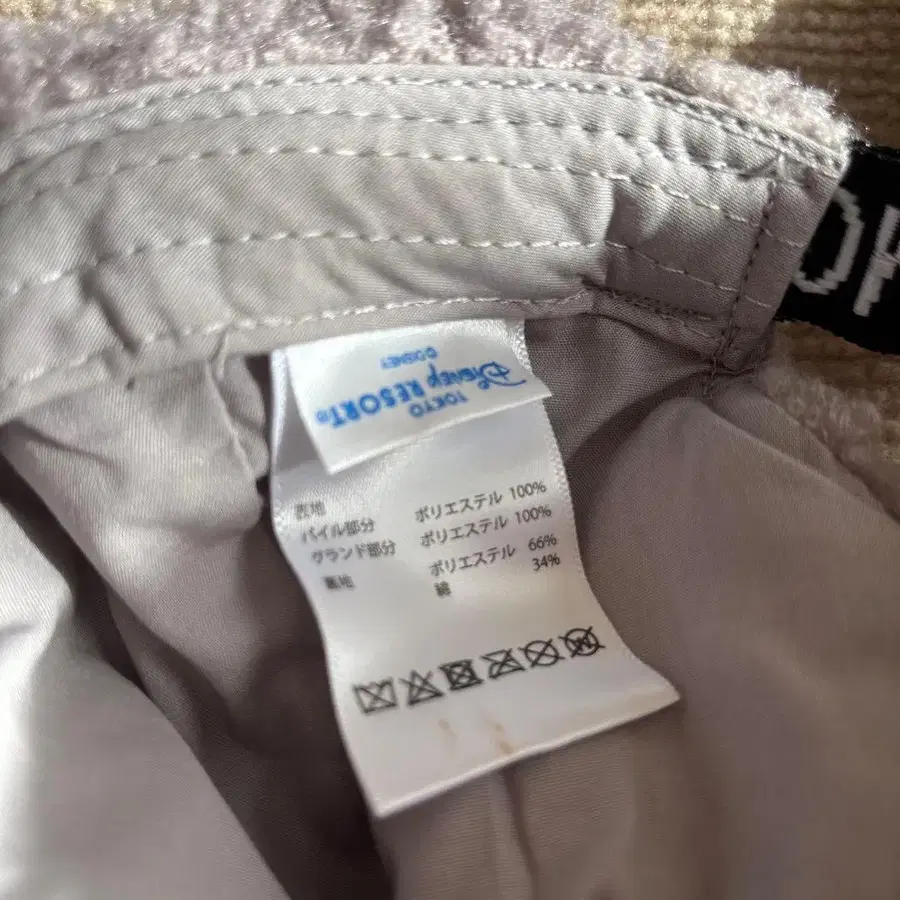 TOKYO
Disney RESORT®
©DISNEY
表地
パイル部分 ポリエステル 100%
グランド部分 ポリエステル 100%
裏地 ポリエステル 66%
綿 34%